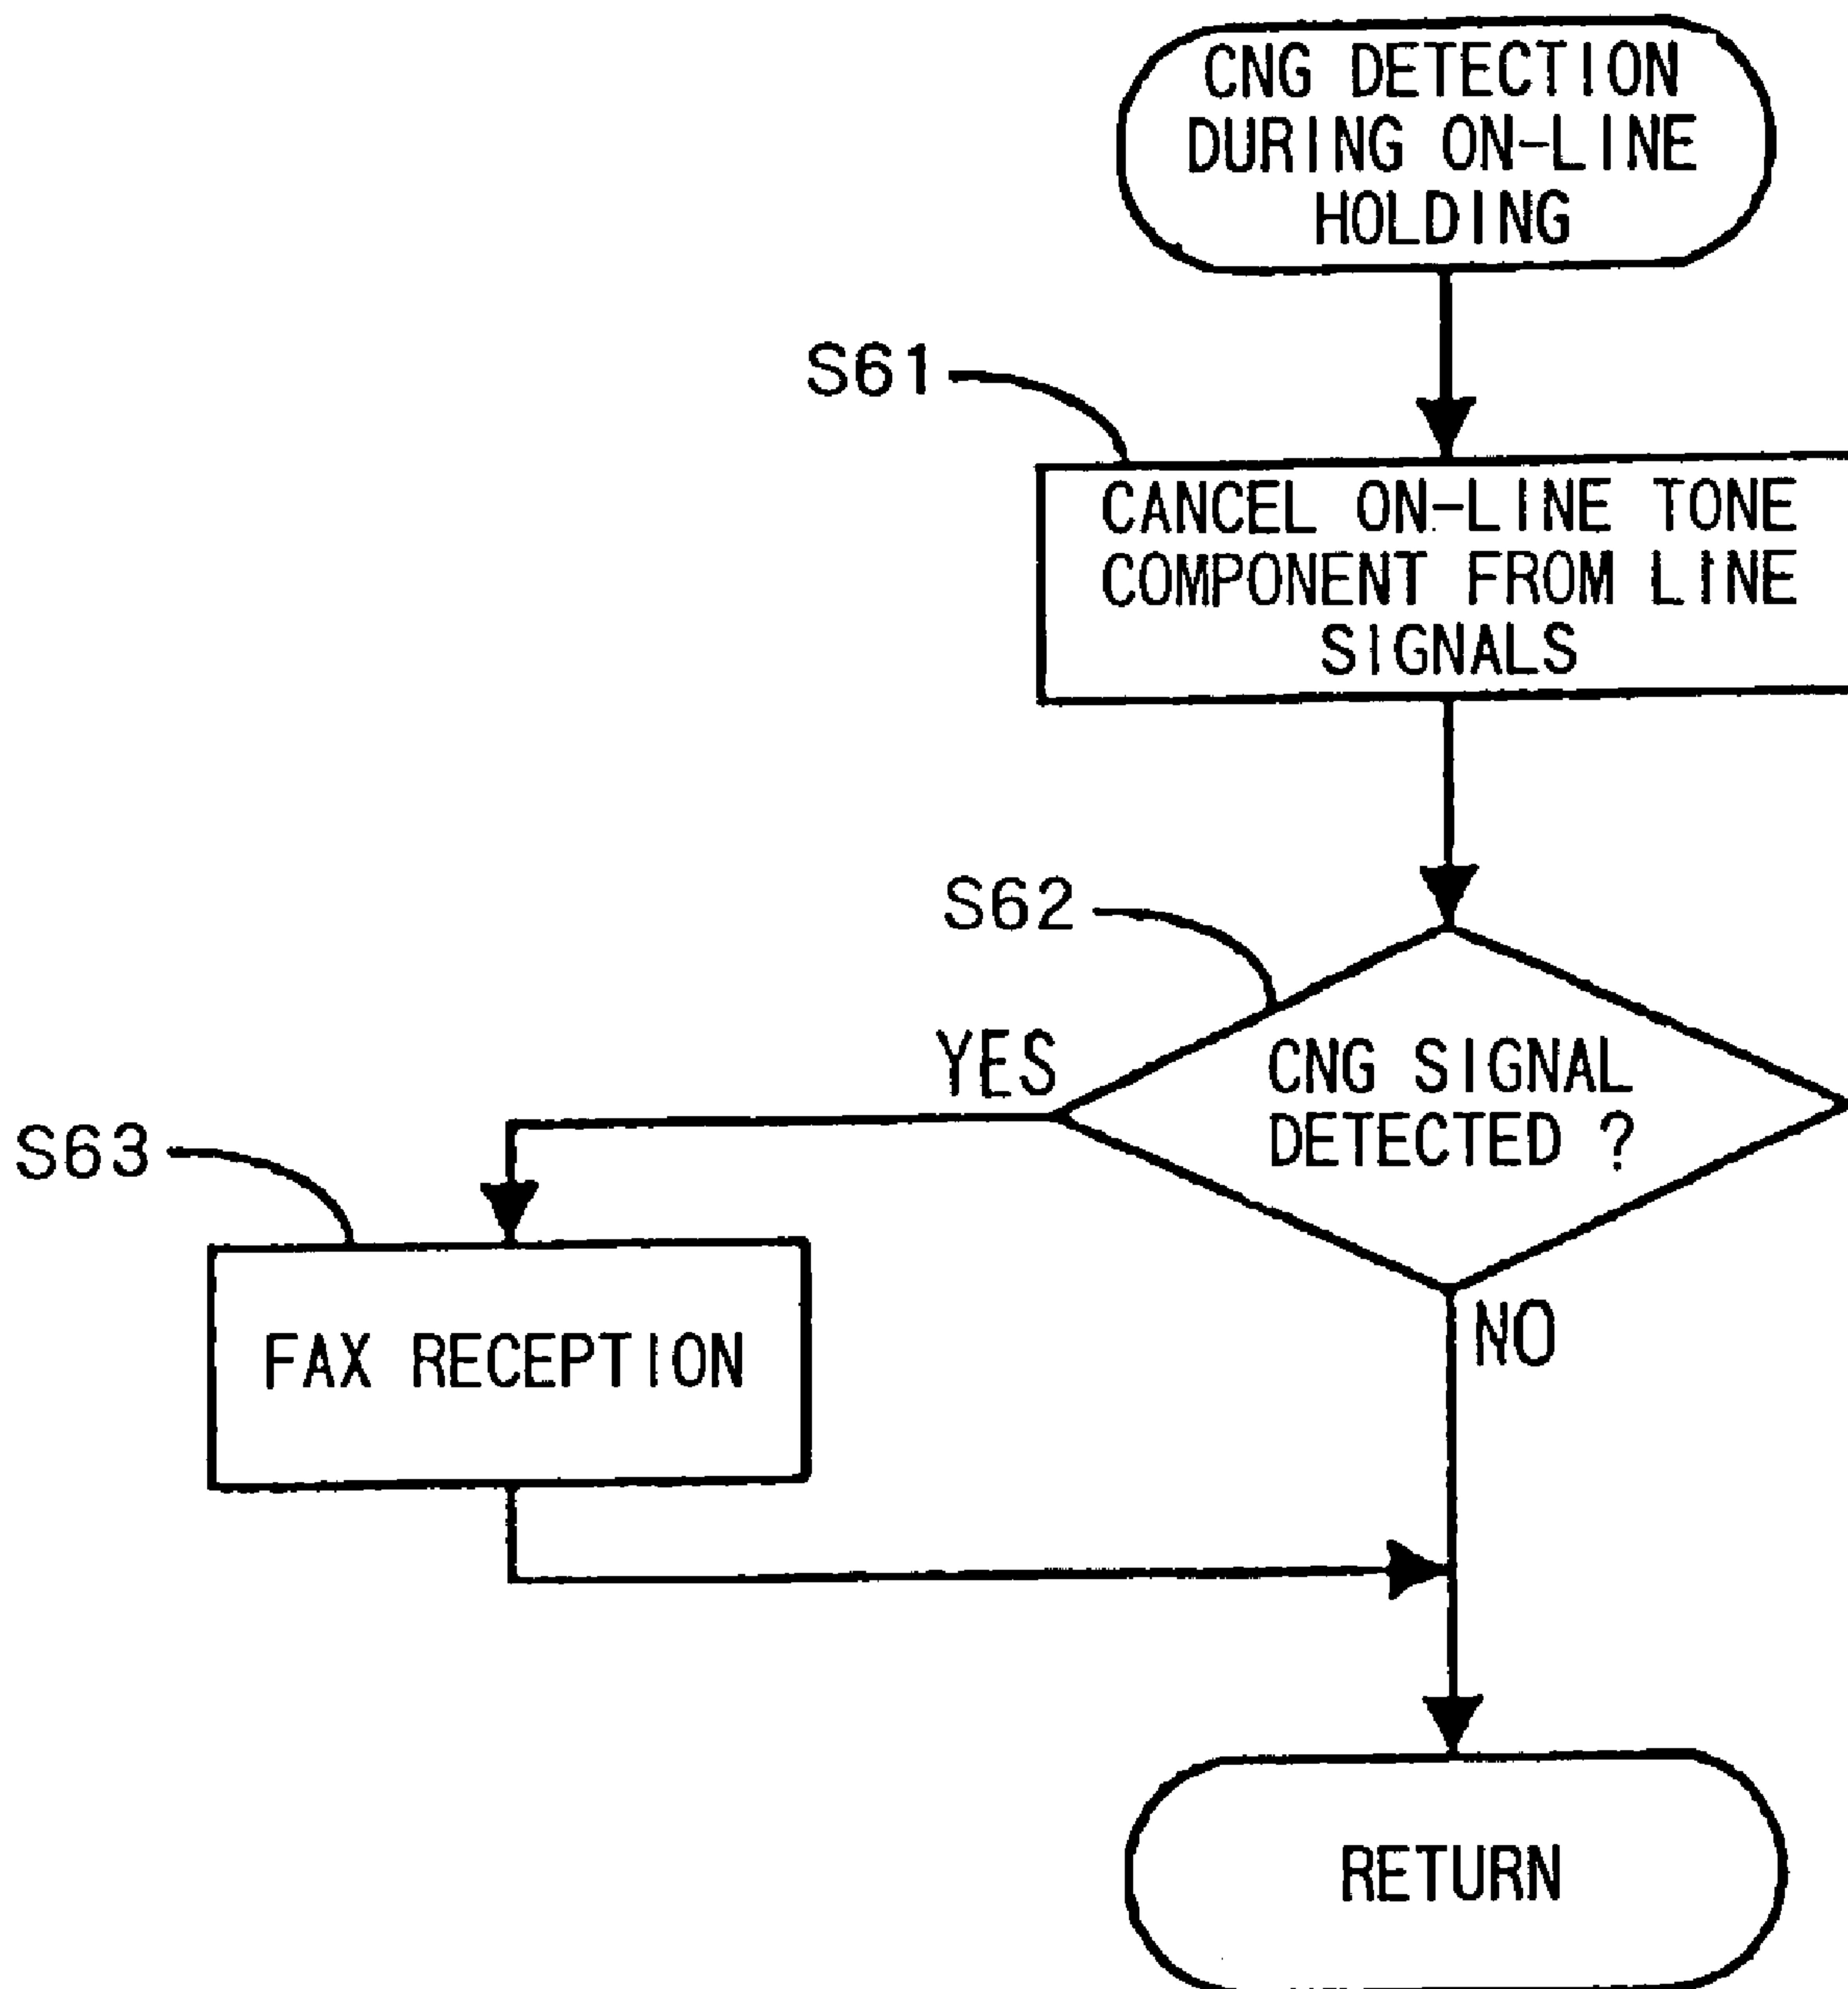 CNG DETECTION
DURING ON-LINE
HOLDING
S61
CANCEL ON-LINE TONE
COMPONENT FROM LINE
SIGNALS
S62
YES
CNG SIGNAL
DETECTED ?
S63
NO
FAX RECEPTION
RETURN